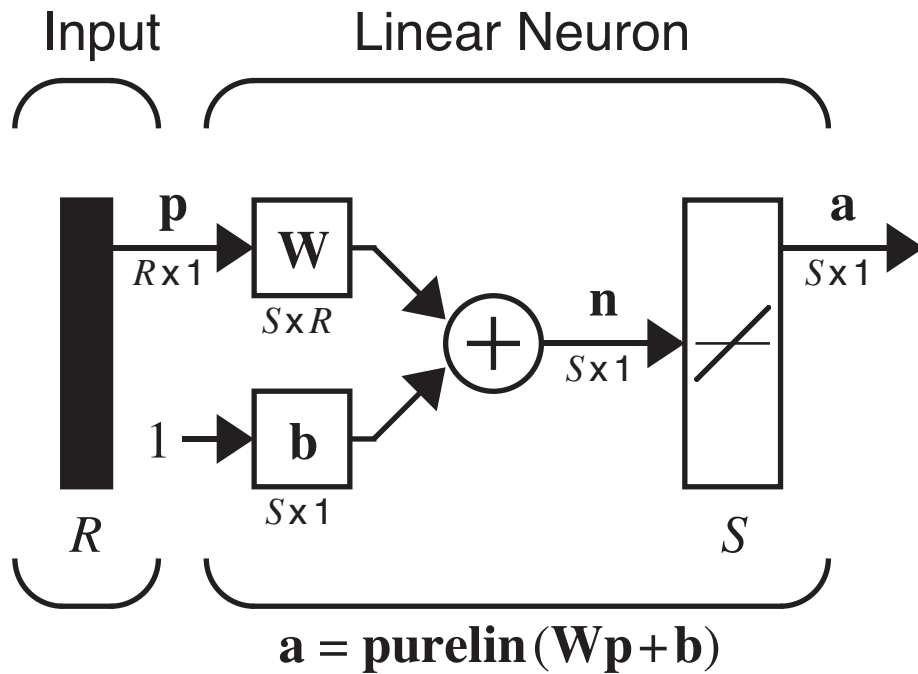 Input Linear Neuron
p a
W
R x 1 S x 1
S x R n
S x 1
1 b
S x 1
R S
a = purelin (Wp + b)